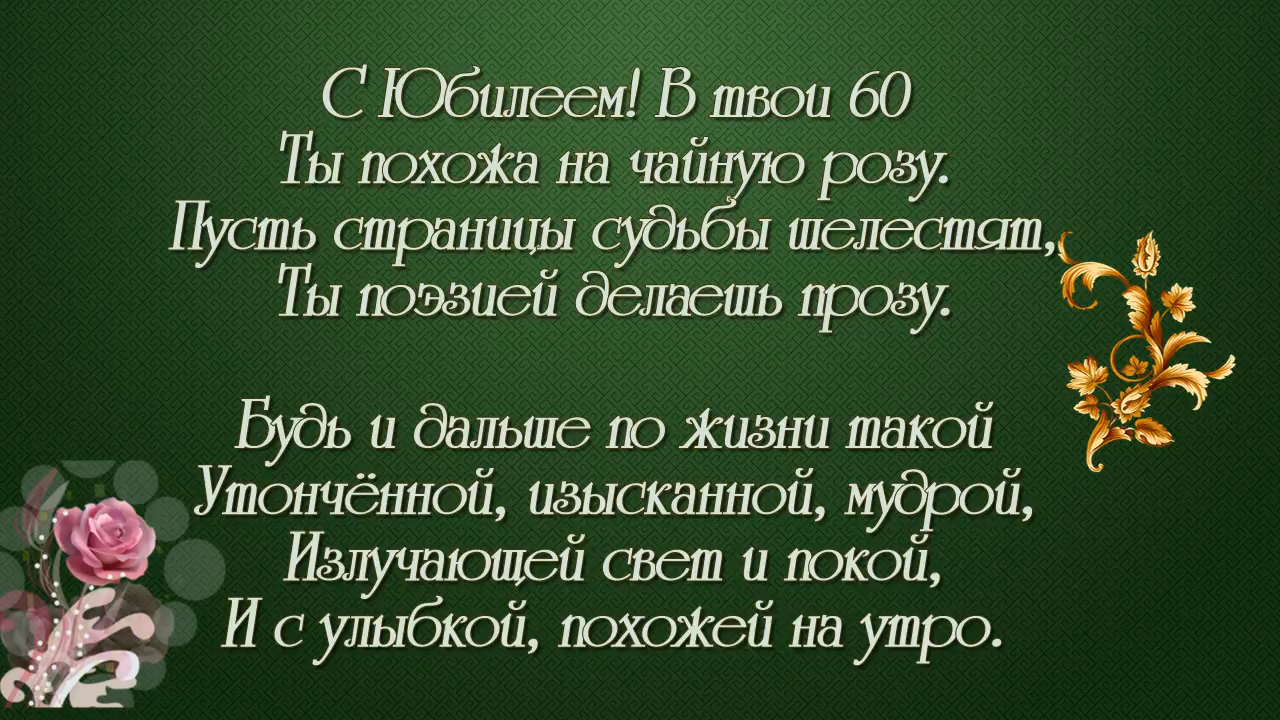 С Юбилеем! В твои 60
Ты похожа на чайную розу.
Пусть страницы судьбы шелестят,
Ты поэзией делаешь прозу.
Будь и дальше по жизни такой
Утончённой, изысканной, мудрой,
Излучающей свет и покой,
И с улыбкой, похожей на утро.